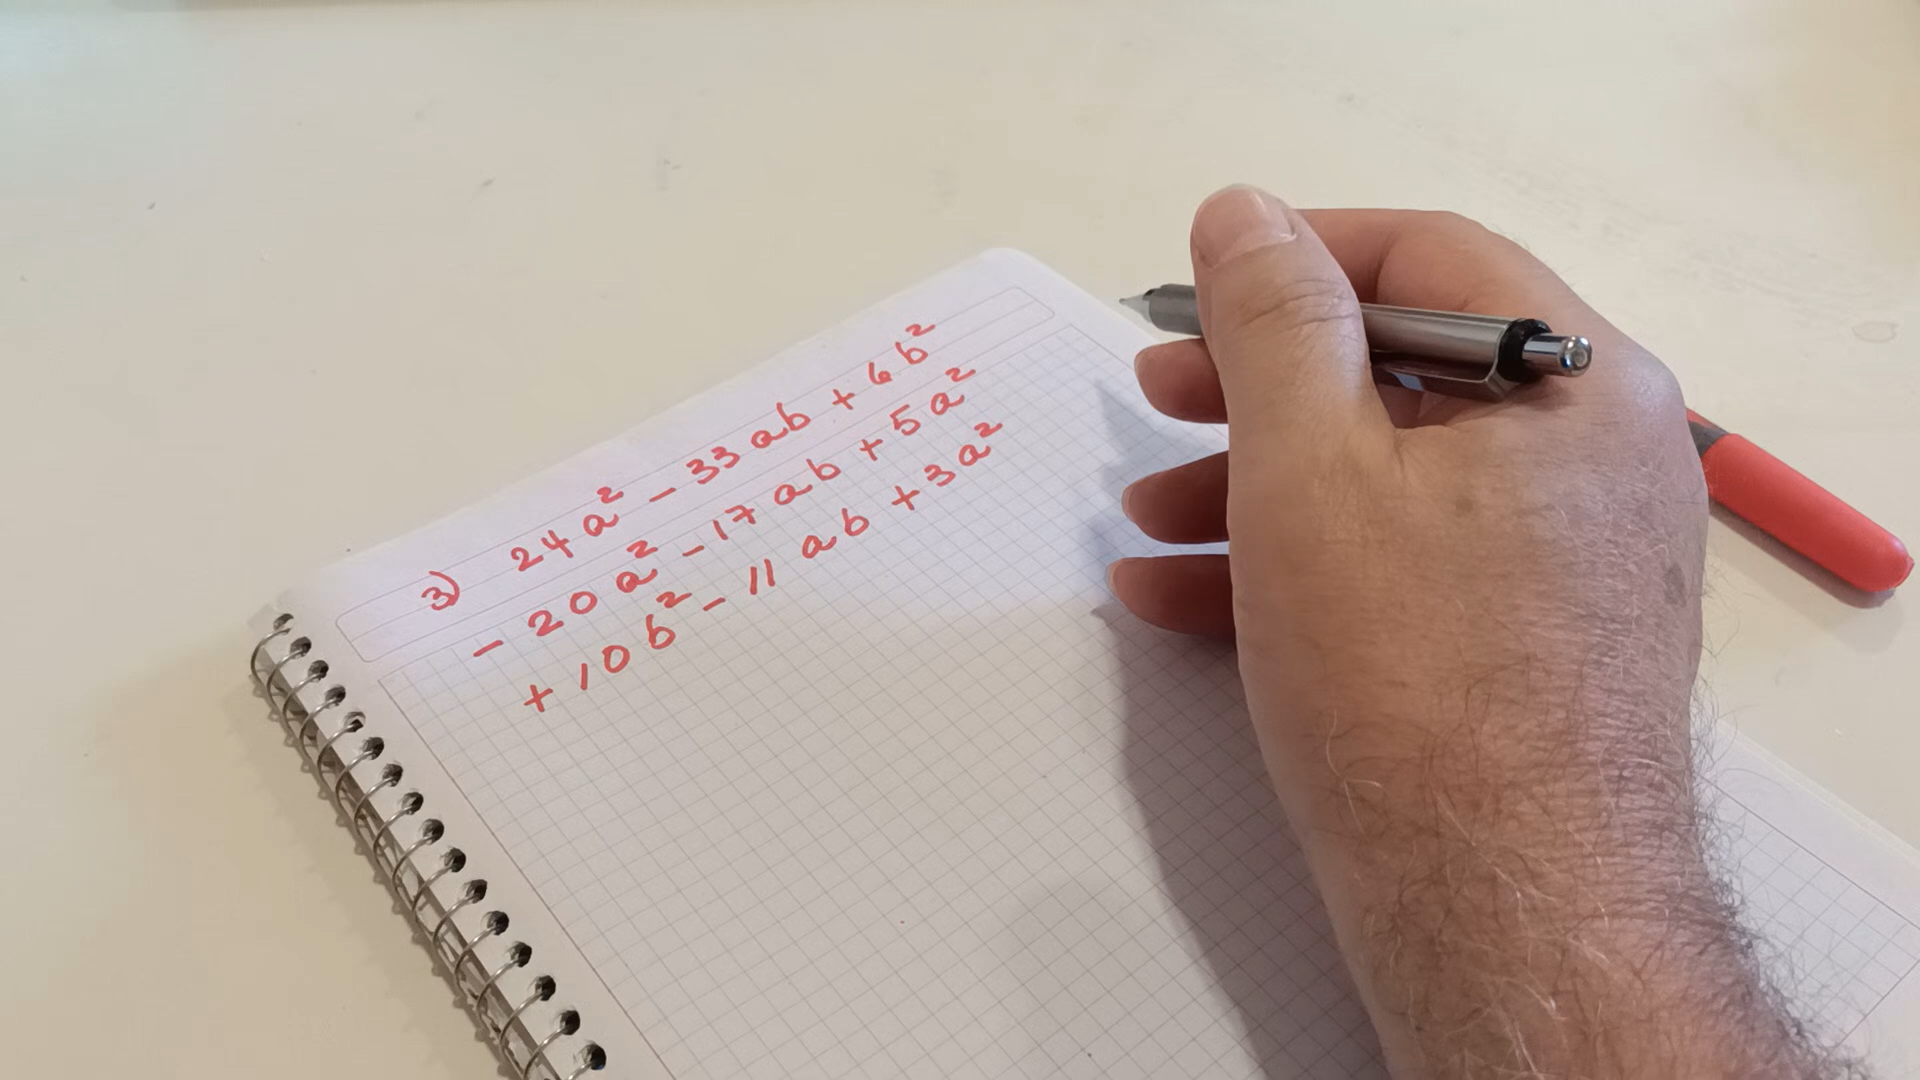 3) 24a² - 33ab + 6b²
- 20a² - 17ab + 5a²
+ 10b² - 11ab + 3a²